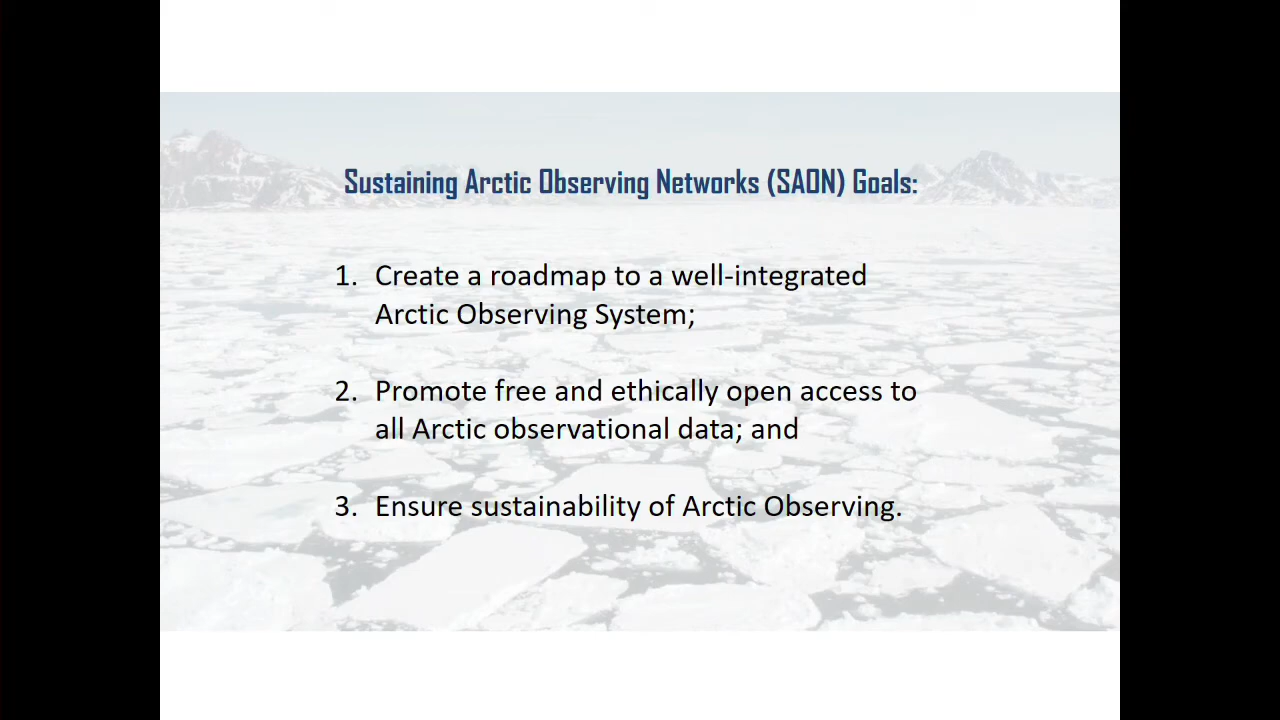 Sustaining Arctic Observing Networks (SAON) Goals:
1. Create a roadmap to a well-integrated
Arctic Observing System;
2. Promote free and ethically open access to
all Arctic observational data; and
3. Ensure sustainability of Arctic Observing.